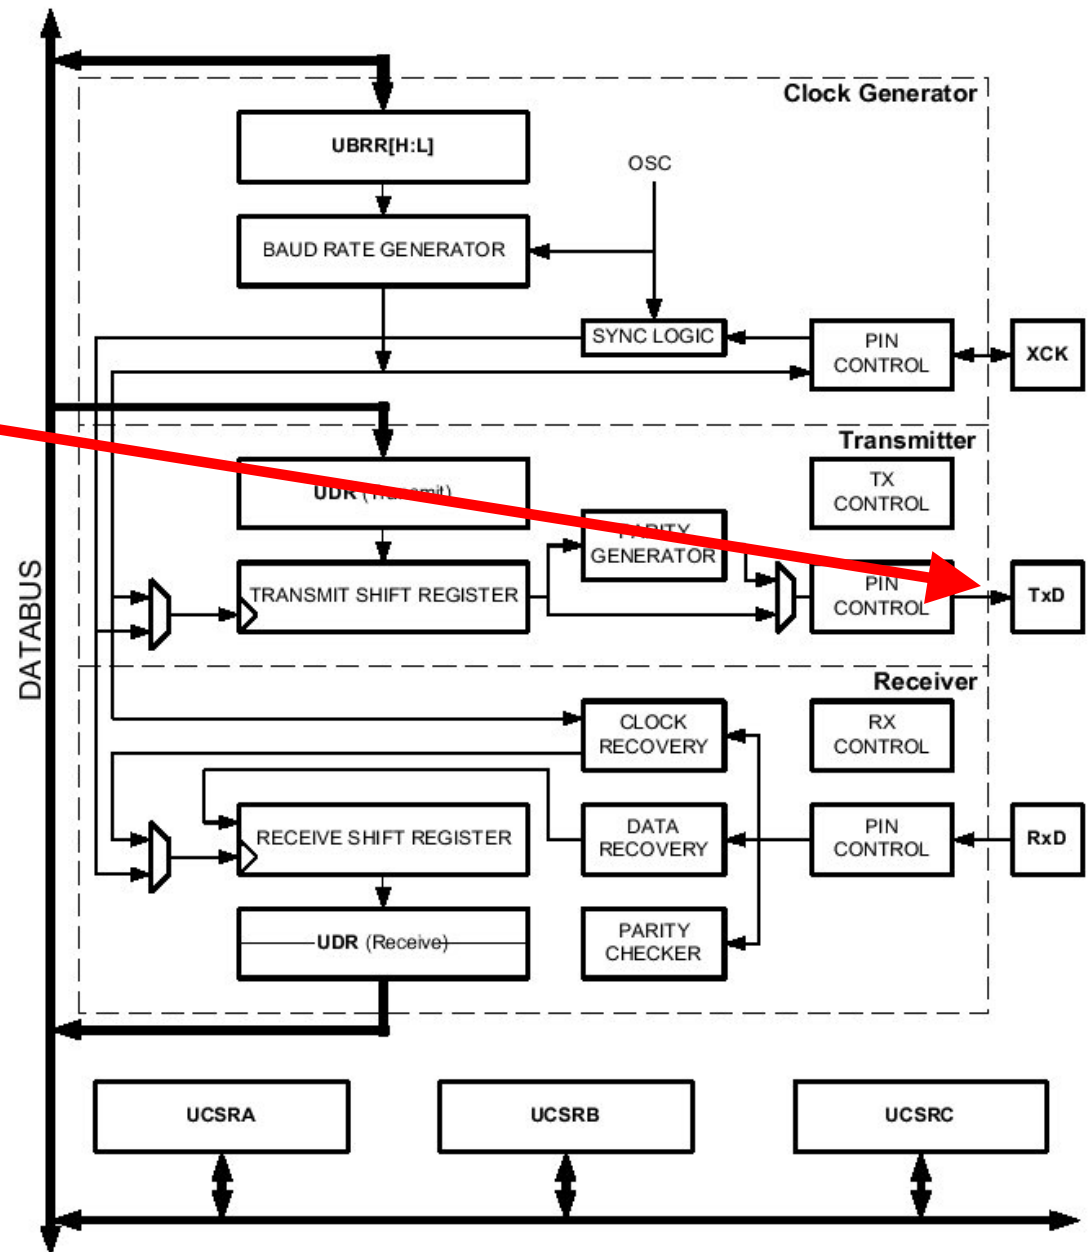 Clock Generator
UBRR[H:L]
OSC
BAUD RATE GENERATOR
SYNC LOGIC
PIN
CONTROL
XCK
Transmitter
UDR (Transmit)
TX
CONTROL
PARITY
GENERATOR
TRANSMIT SHIFT REGISTER
PIN
CONTROL
TxD
DATABUS
Receiver
CLOCK
RECOVERY
RX
CONTROL
RECEIVE SHIFT REGISTER
DATA
RECOVERY
PIN
CONTROL
RxD
UDR (Receive)
PARITY
CHECKER
UCSRA
UCSRB
UCSRC